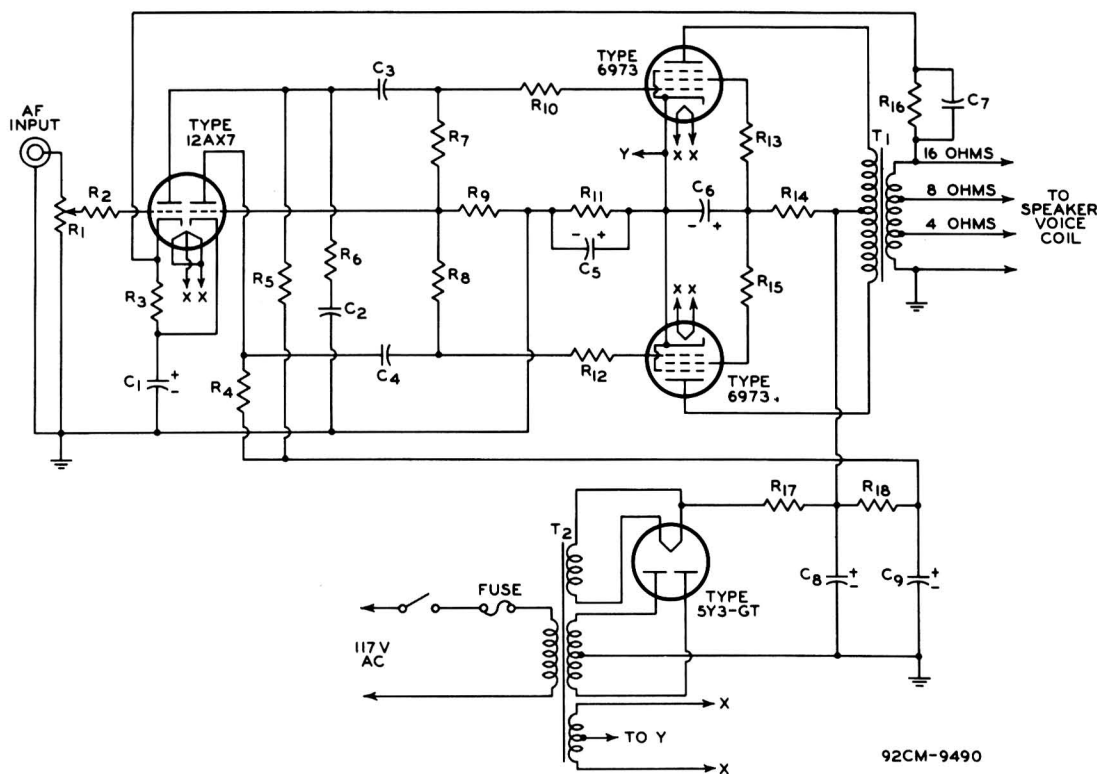 TYPE
6973
C3
R10
AF
INPUT
TYPE
12AX7
R7
Y
X X
R13
R16
C7
T1
16 OHMS
R2
R1
R9
R11
C6
- +
R14
8 OHMS
TO
SPEAKER
VOICE
COIL
- +
C5
4 OHMS
R3
X X
R5
R6
R8
X X
R15
C2
C1
+
-
R4
C4
R12
TYPE
6973
R17
R18
T2
C8
+
-
C9
+
-
FUSE
TYPE
5Y3-GT
117 V
AC
X
TO Y
X
92CM-9490